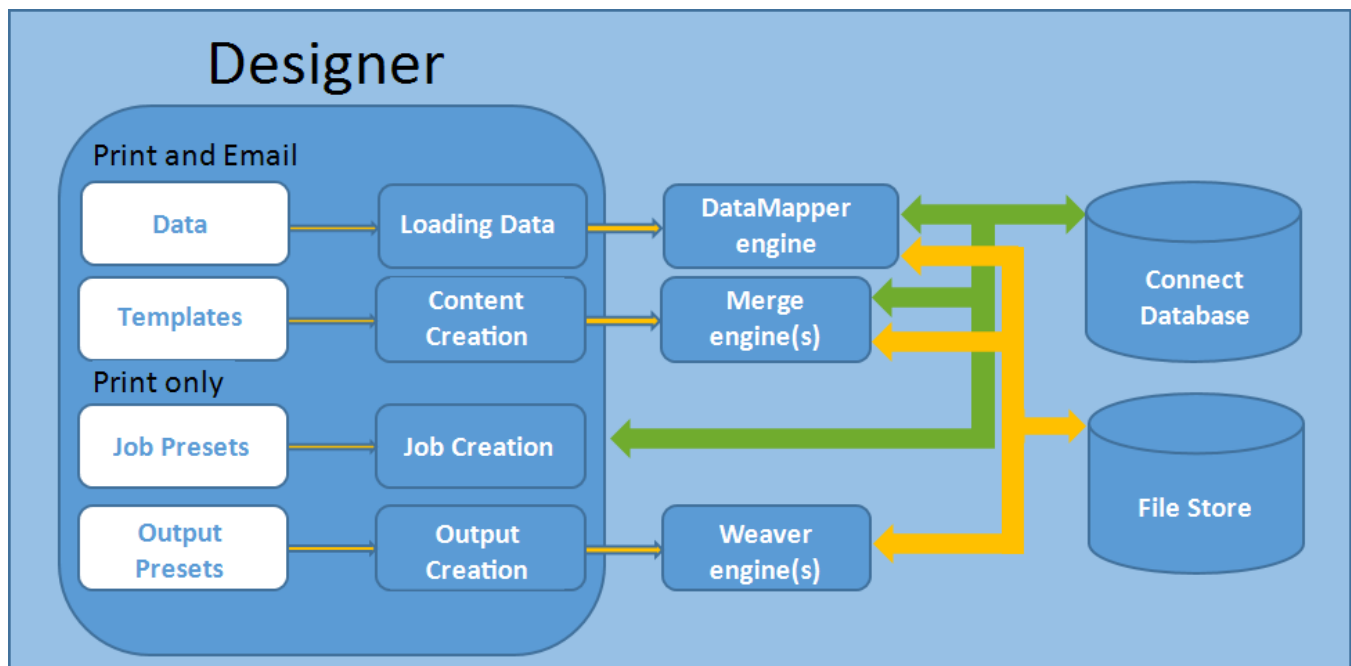 Designer
Print and Email
Data
Loading Data
DataMapper
engine
Templates
Content
Creation
Merge
engine(s)
Connect
Database
Print only
Job Presets
Job Creation
File Store
Output
Presets
Output
Creation
Weaver
engine(s)